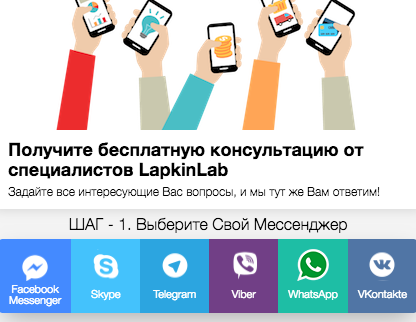 Получите бесплатную консультацию от
специалистов LapkinLab
Задайте все интересующие Вас вопросы, и мы тут же Вам ответим!
ШАГ - 1. Выберите Свой Мессенджер
Facebook
Messenger
Skype
Telegram
Viber
WhatsApp
VKontakte